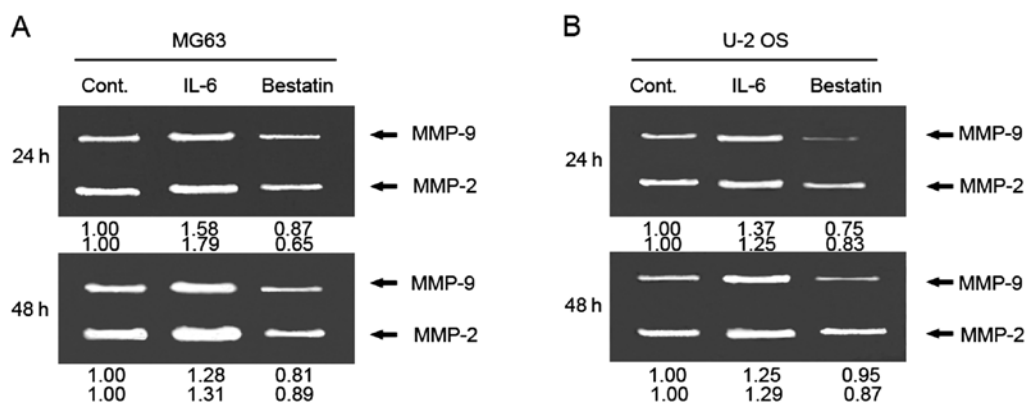 A
MG63
Cont. IL-6 Bestatin
24 h
MMP-9
MMP-2
1.00 1.58 0.87
1.00 1.79 0.65
48 h
MMP-9
MMP-2
1.00 1.28 0.81
1.00 1.31 0.89
B
U-2 OS
Cont. IL-6 Bestatin
24 h
MMP-9
MMP-2
1.00 1.37 0.75
1.00 1.25 0.83
48 h
MMP-9
MMP-2
1.00 1.25 0.95
1.00 1.29 0.87